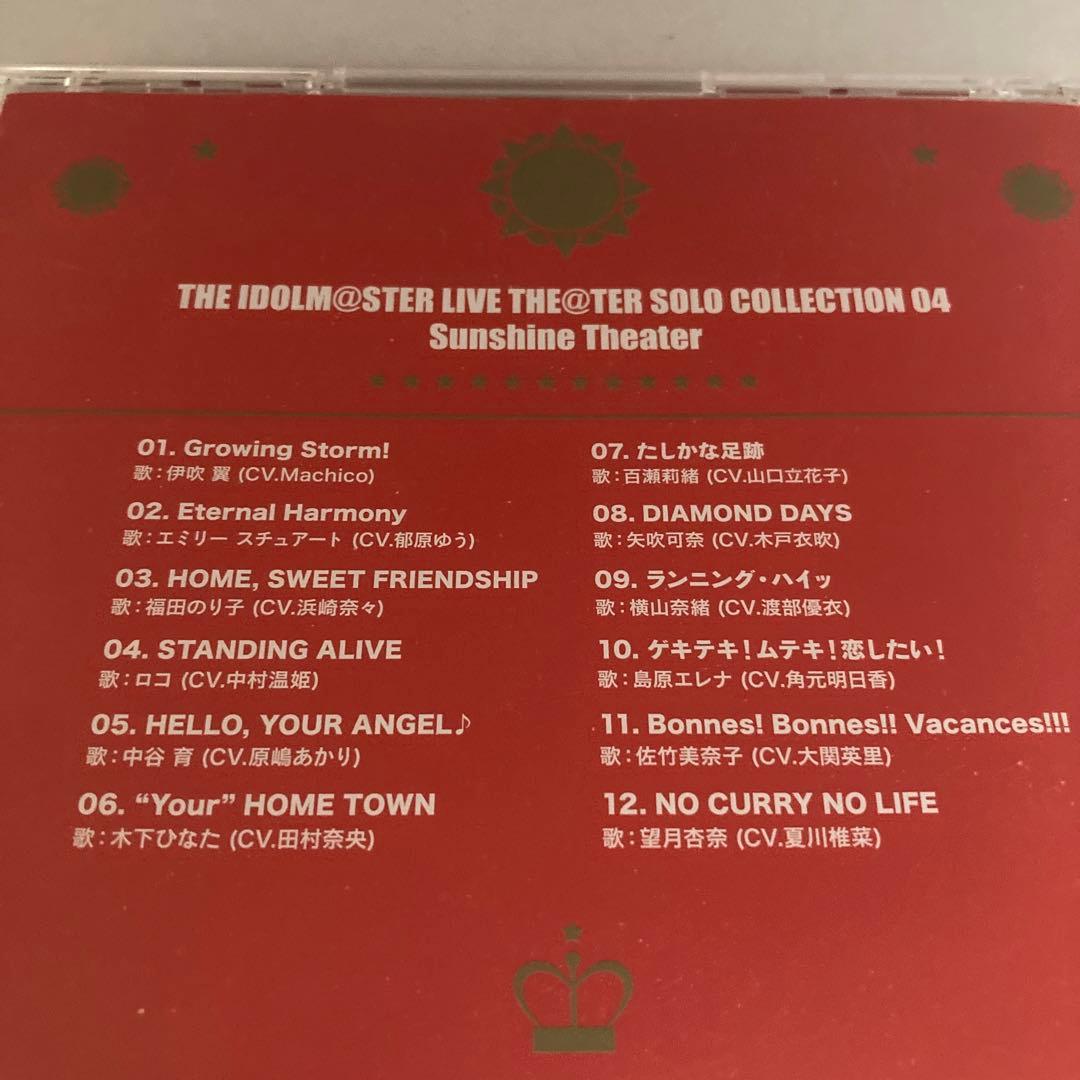 THE IDOLM@STER LIVE THE@TER SOLO COLLECTION 04
Sunshine Theater
01. Growing Storm!
歌：伊吹 翼 (CV.Machico)
02. Eternal Harmony
歌：エミリー スチュアート (CV.郁原ゆう)
03. HOME, SWEET FRIENDSHIP
歌：福田のり子 (CV.浜崎奈々)
04. STANDING ALIVE
歌：ロコ (CV.中村温姫)
05. HELLO, YOUR ANGEL♪
歌：中谷 育 (CV.原嶋あかり)
06. “Your” HOME TOWN
歌：木下ひなた (CV.田村奈央)
07. たしかな足跡
歌：百瀬莉緒 (CV.山口立花子)
08. DIAMOND DAYS
歌：矢吹可奈 (CV.木戸衣吹)
09. ランニング・ハイッ
歌：横山奈緒 (CV.渡部優衣)
10. ゲキテキ！ムテキ！恋したい！
歌：島原エレナ (CV.角元明日香)
11. Bonnes! Bonnes!! Vacances!!!
歌：佐竹美奈子 (CV.大関英里)
12. NO CURRY NO LIFE
歌：望月杏奈 (CV.夏川椎菜)